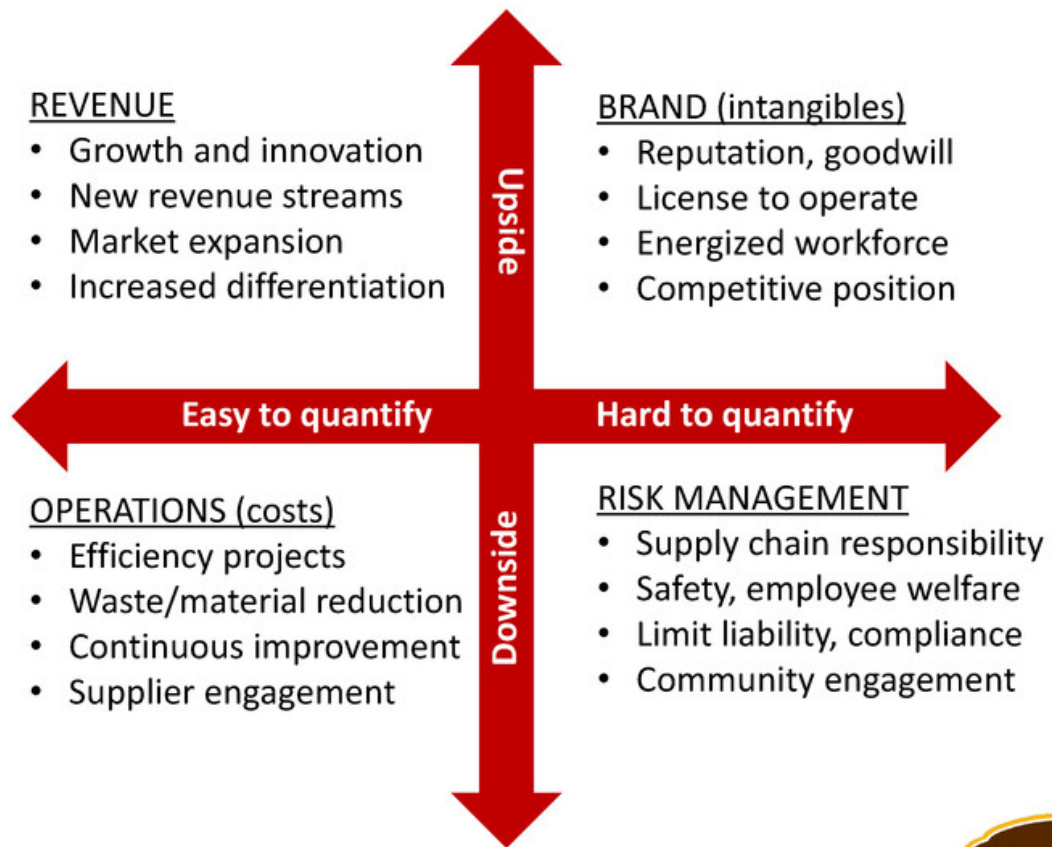 REVENUE
• Growth and innovation
• New revenue streams
• Market expansion
• Increased differentiation
Upside
BRAND (intangibles)
• Reputation, goodwill
• License to operate
• Energized workforce
• Competitive position
Easy to quantify
Hard to quantify
OPERATIONS (costs)
• Efficiency projects
• Waste/material reduction
• Continuous improvement
• Supplier engagement
Downside
RISK MANAGEMENT
• Supply chain responsibility
• Safety, employee welfare
• Limit liability, compliance
• Community engagement